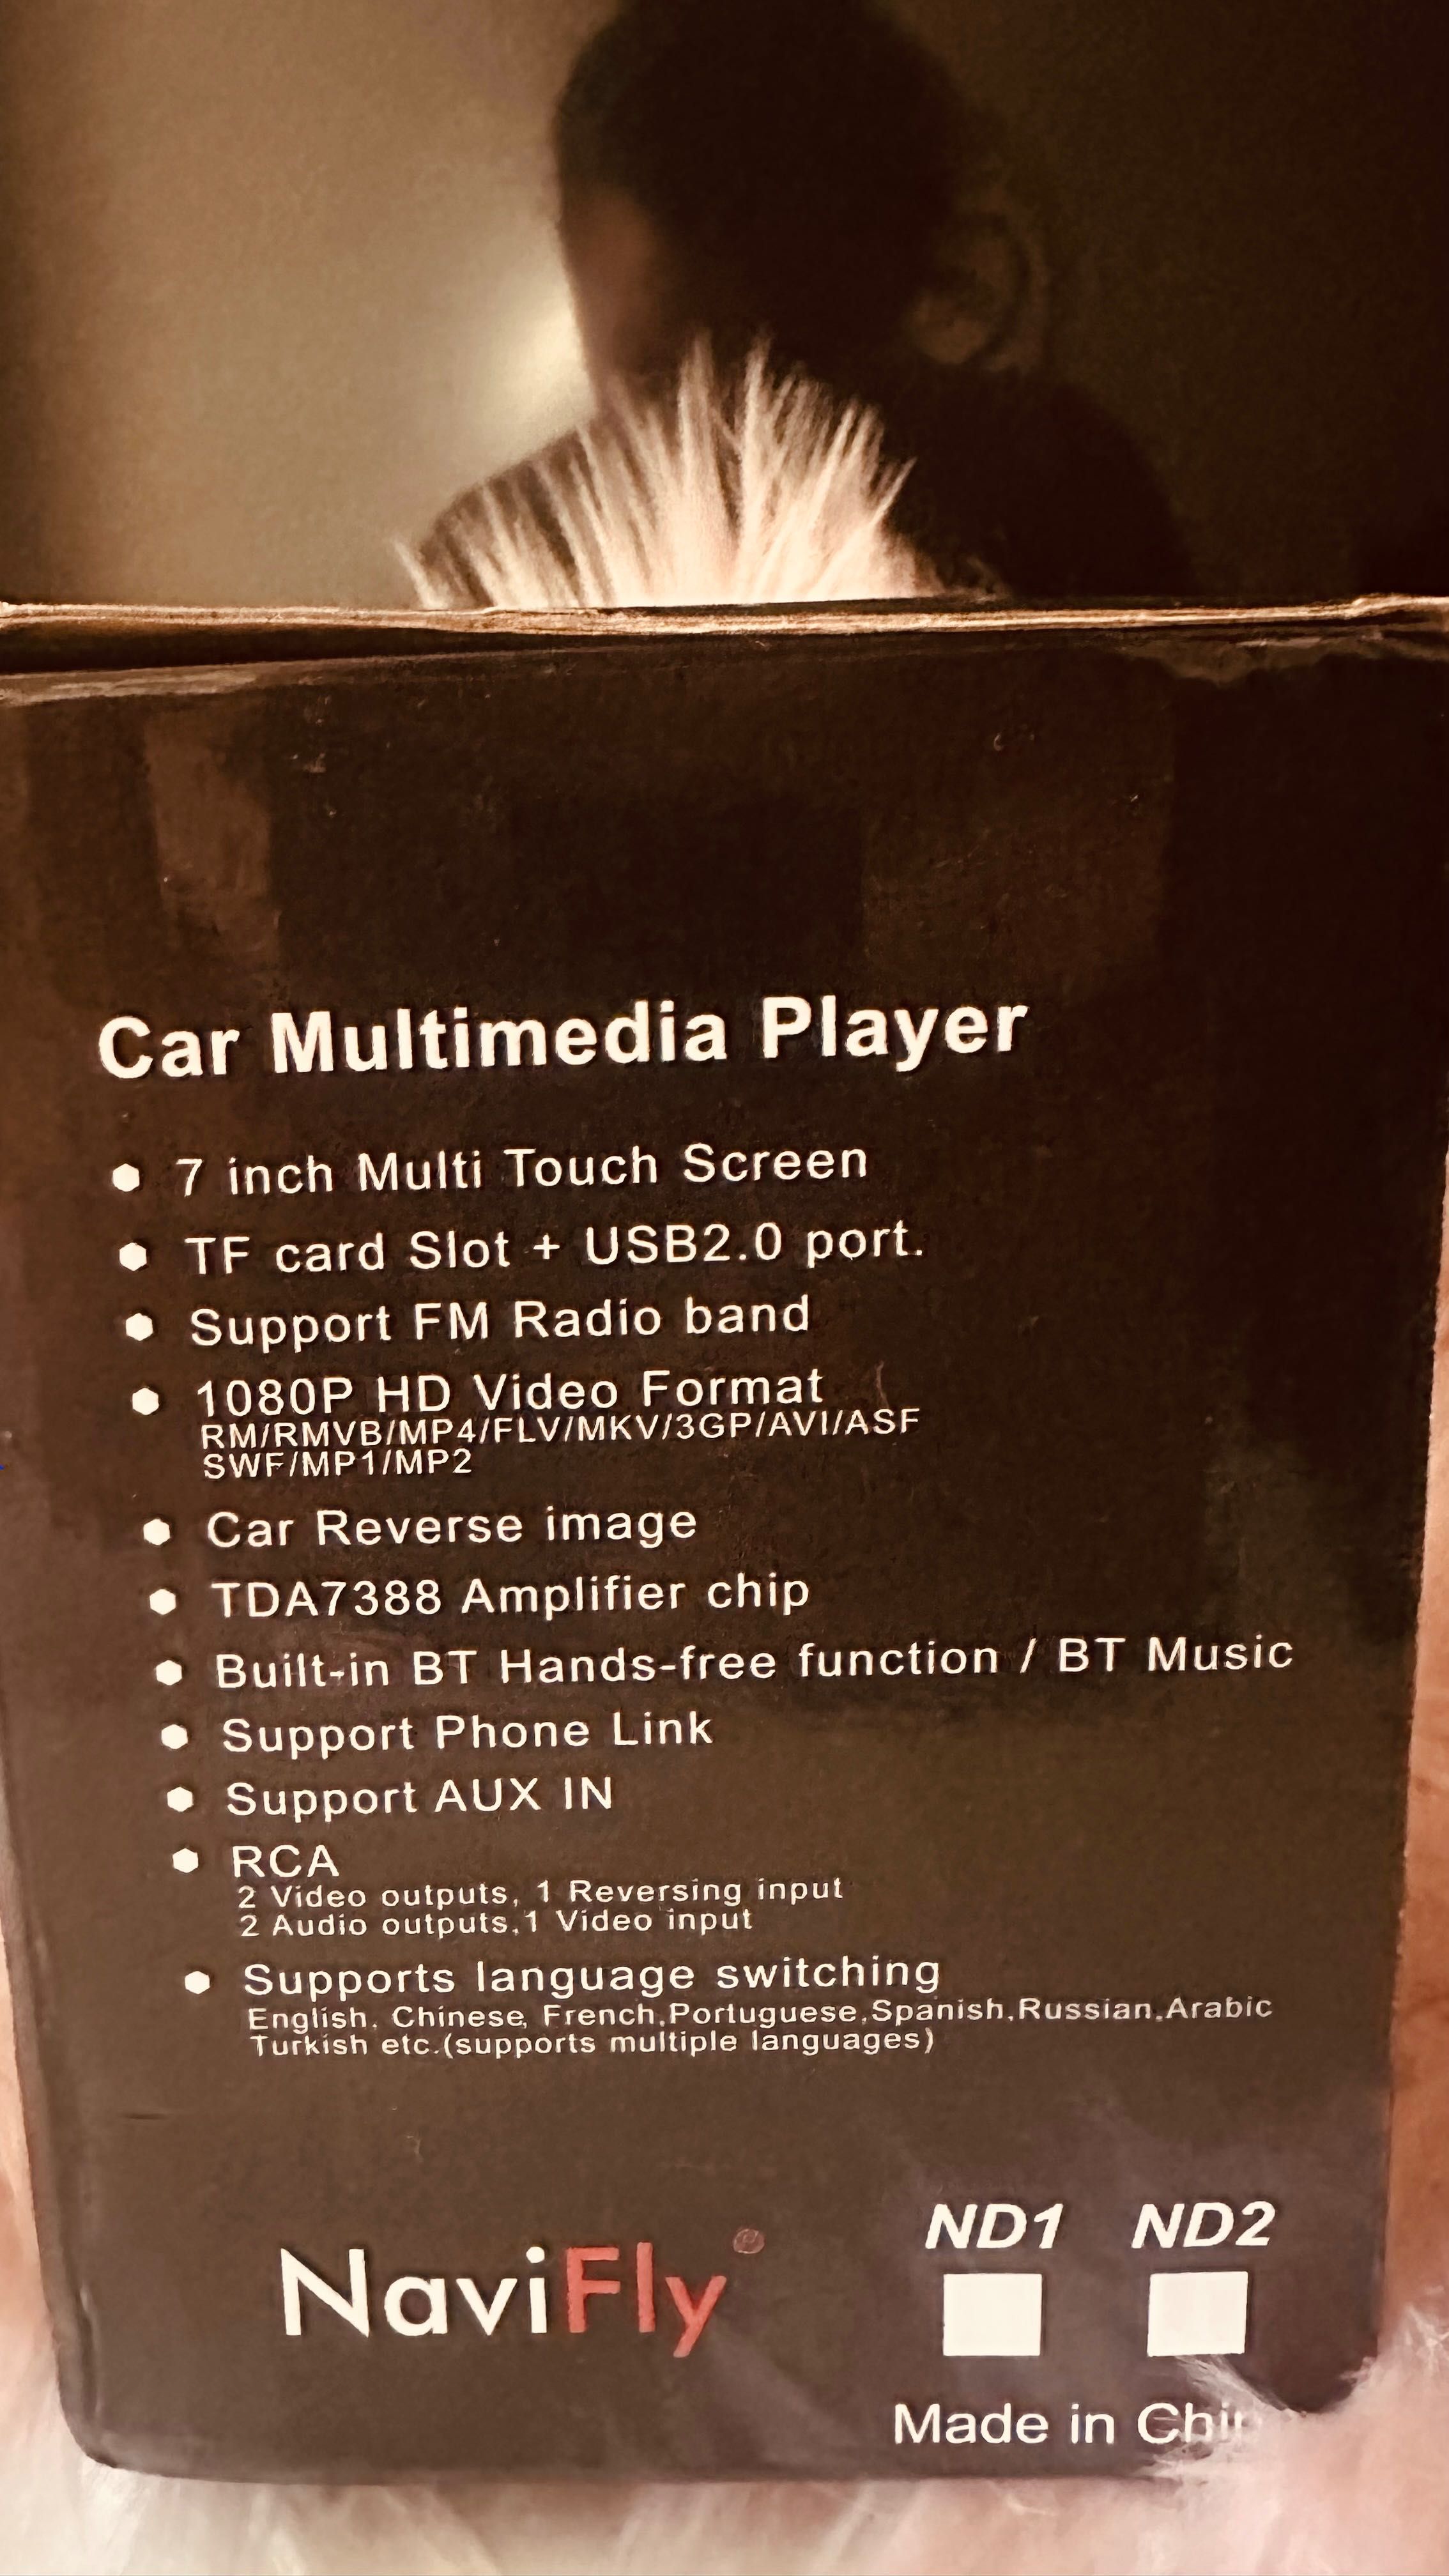 Car Multimedia Player
7 inch Multi Touch Screen
TF card Slot + USB2.0 port.
Support FM Radio band
1080P HD Video Format
RM/RMVB/MP4/FLV/MKV/3GP/AVI/ASF
SWF/MP1/MP2
Car Reverse image
TDA7388 Amplifier chip
Built-in BT Hands-free function / BT Music
Support Phone Link
Support AUX IN
RCA
2 Video outputs, 1 Reversing input
2 Audio outputs,1 Video input
Supports language switching
English, Chinese, French,Portuguese,Spanish,Russian,Arabic
Turkish etc.(supports multiple languages)
NaviFly®
ND1 ND2
Made in